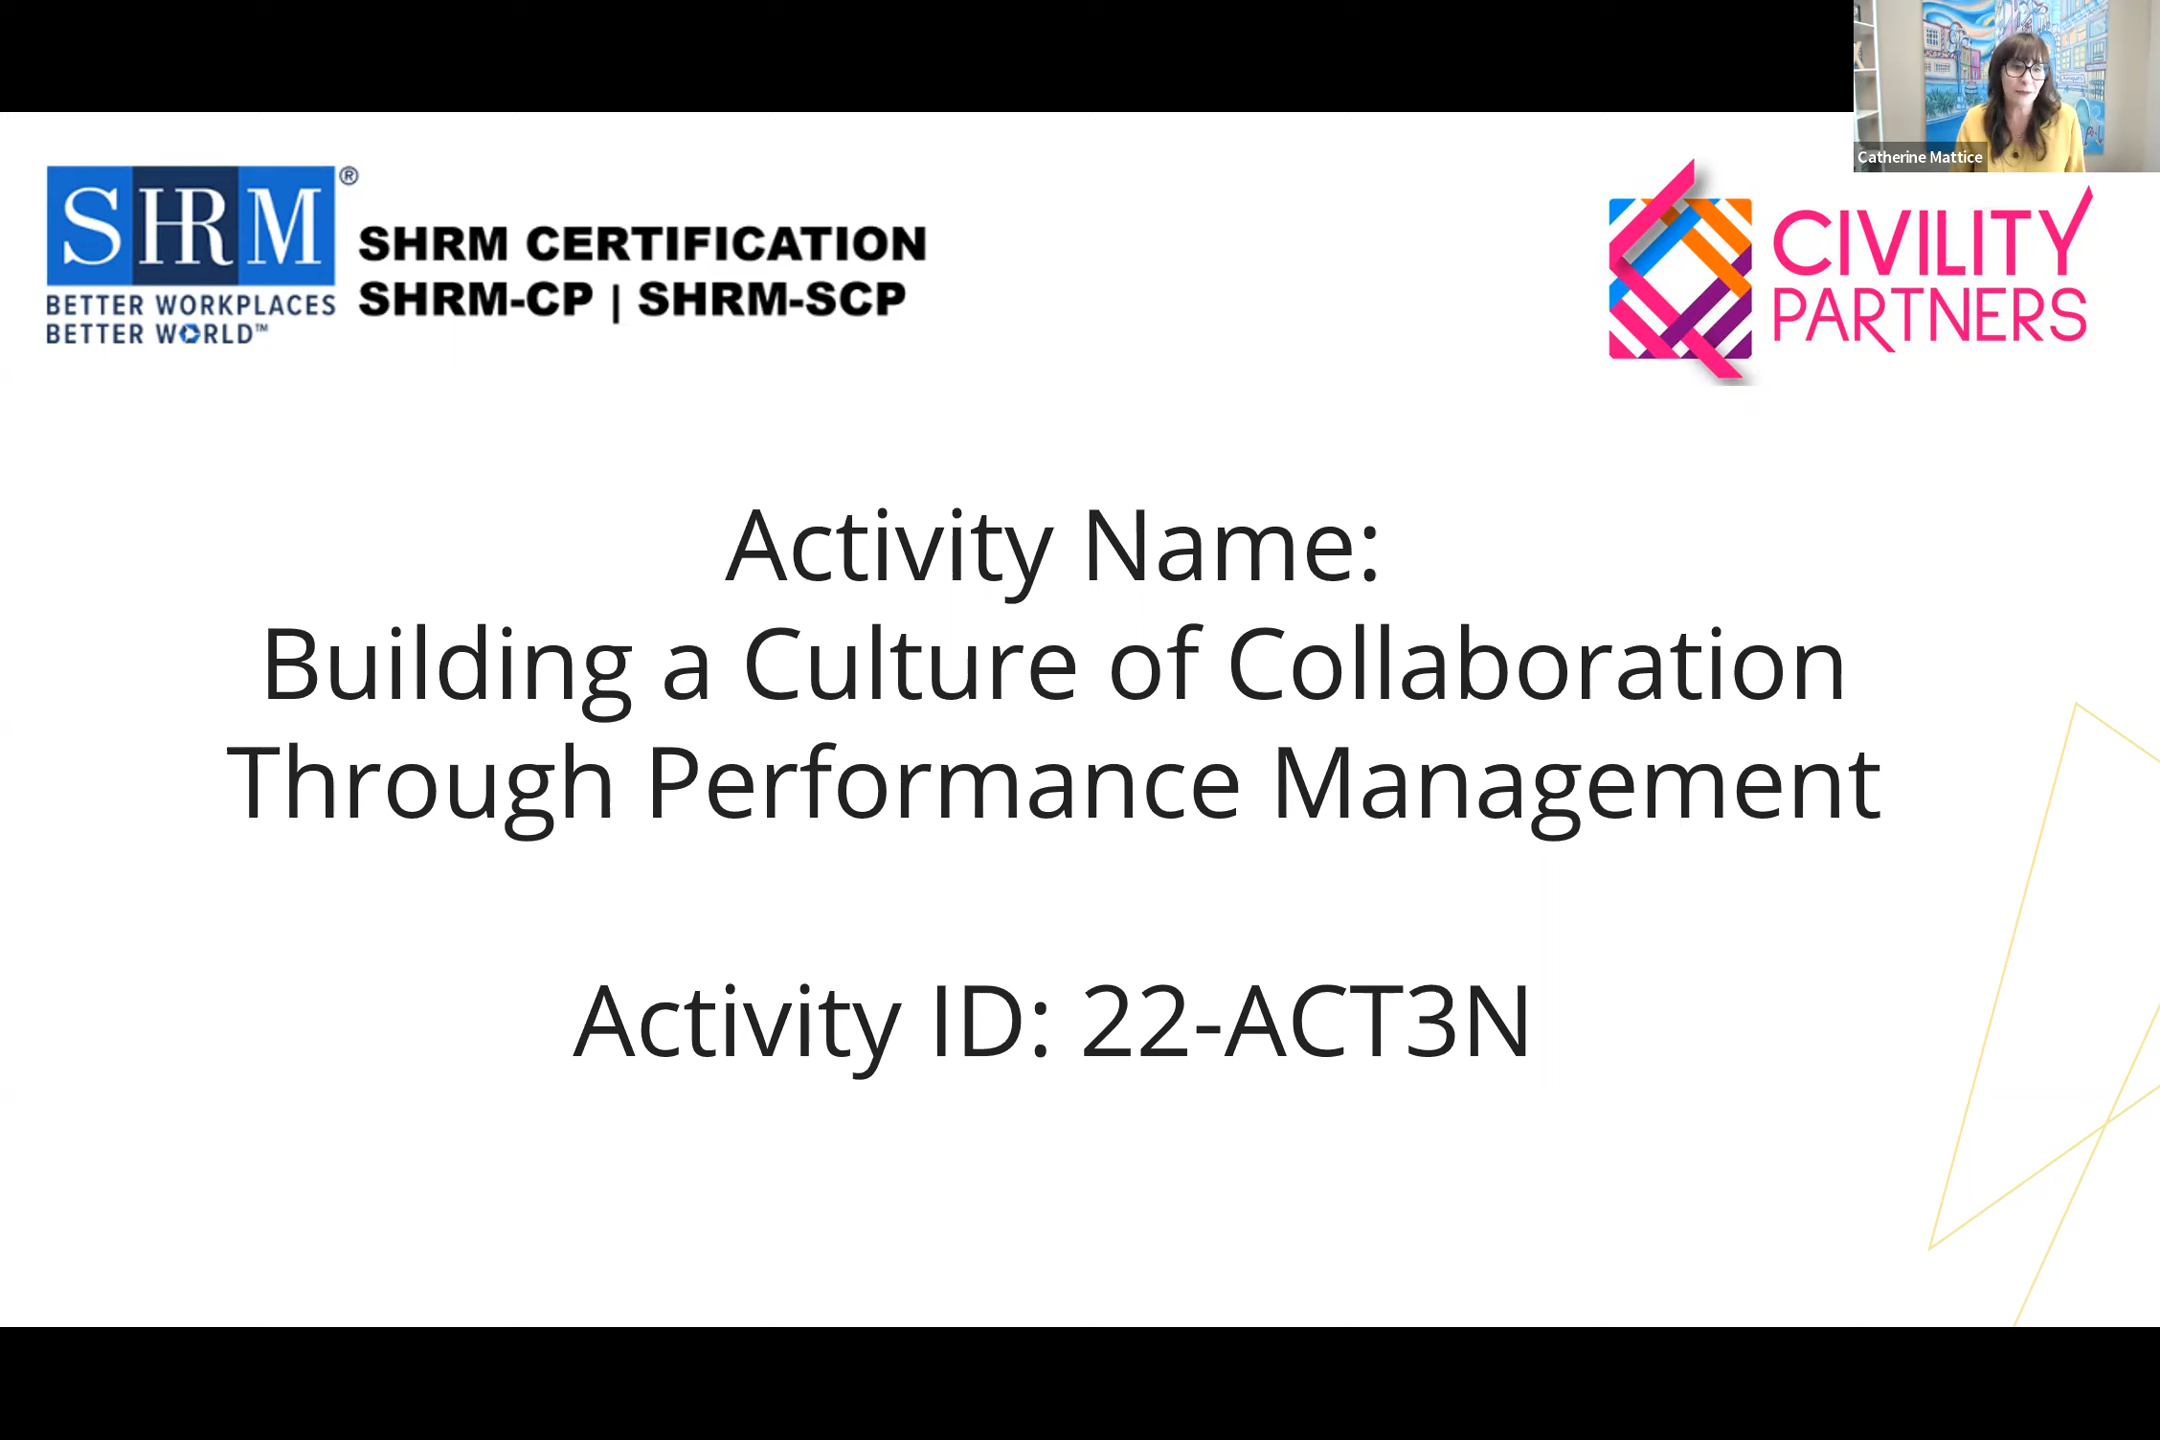 Catherine Mattice
SHRM®
BETTER WORKPLACES
BETTER WORLD™
SHRM CERTIFICATION
SHRM-CP | SHRM-SCP
CIVILITY
PARTNERS
Activity Name:
Building a Culture of Collaboration
Through Performance Management
Activity ID: 22-ACT3N